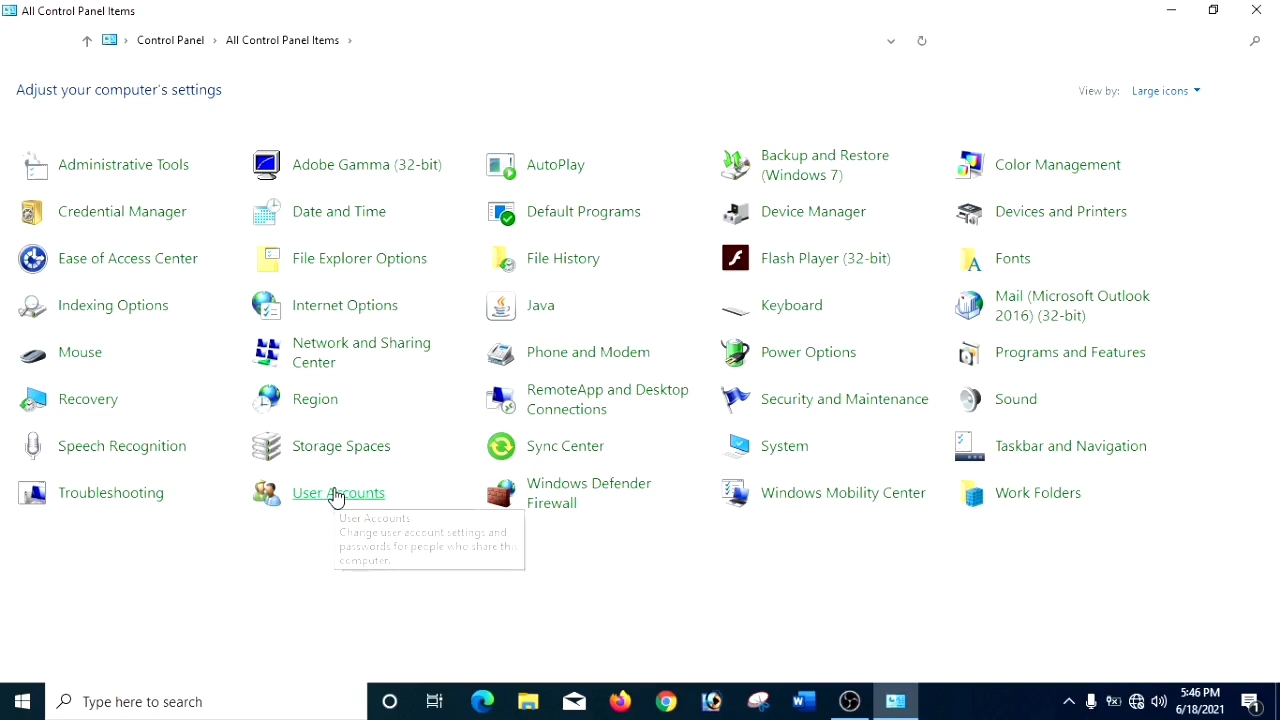 All Control Panel Items
Control Panel > All Control Panel Items >
Adjust your computer's settings
View by: Large icons
Administrative Tools
Adobe Gamma (32-bit)
AutoPlay
Backup and Restore
(Windows 7)
Color Management
Credential Manager
Date and Time
Default Programs
Device Manager
Devices and Printers
Ease of Access Center
File Explorer Options
File History
Flash Player (32-bit)
Fonts
Indexing Options
Internet Options
Java
Keyboard
Mail (Microsoft Outlook
2016) (32-bit)
Mouse
Network and Sharing
Center
Phone and Modem
Power Options
Programs and Features
Recovery
Region
RemoteApp and Desktop
Connections
Security and Maintenance
Sound
Speech Recognition
Storage Spaces
Sync Center
System
Taskbar and Navigation
Troubleshooting
User Accounts
Windows Defender
Firewall
Windows Mobility Center
Work Folders
User Accounts
Change user account settings and
passwords for people who share this
computer.
Type here to search
5:46 PM
6/18/2021
1